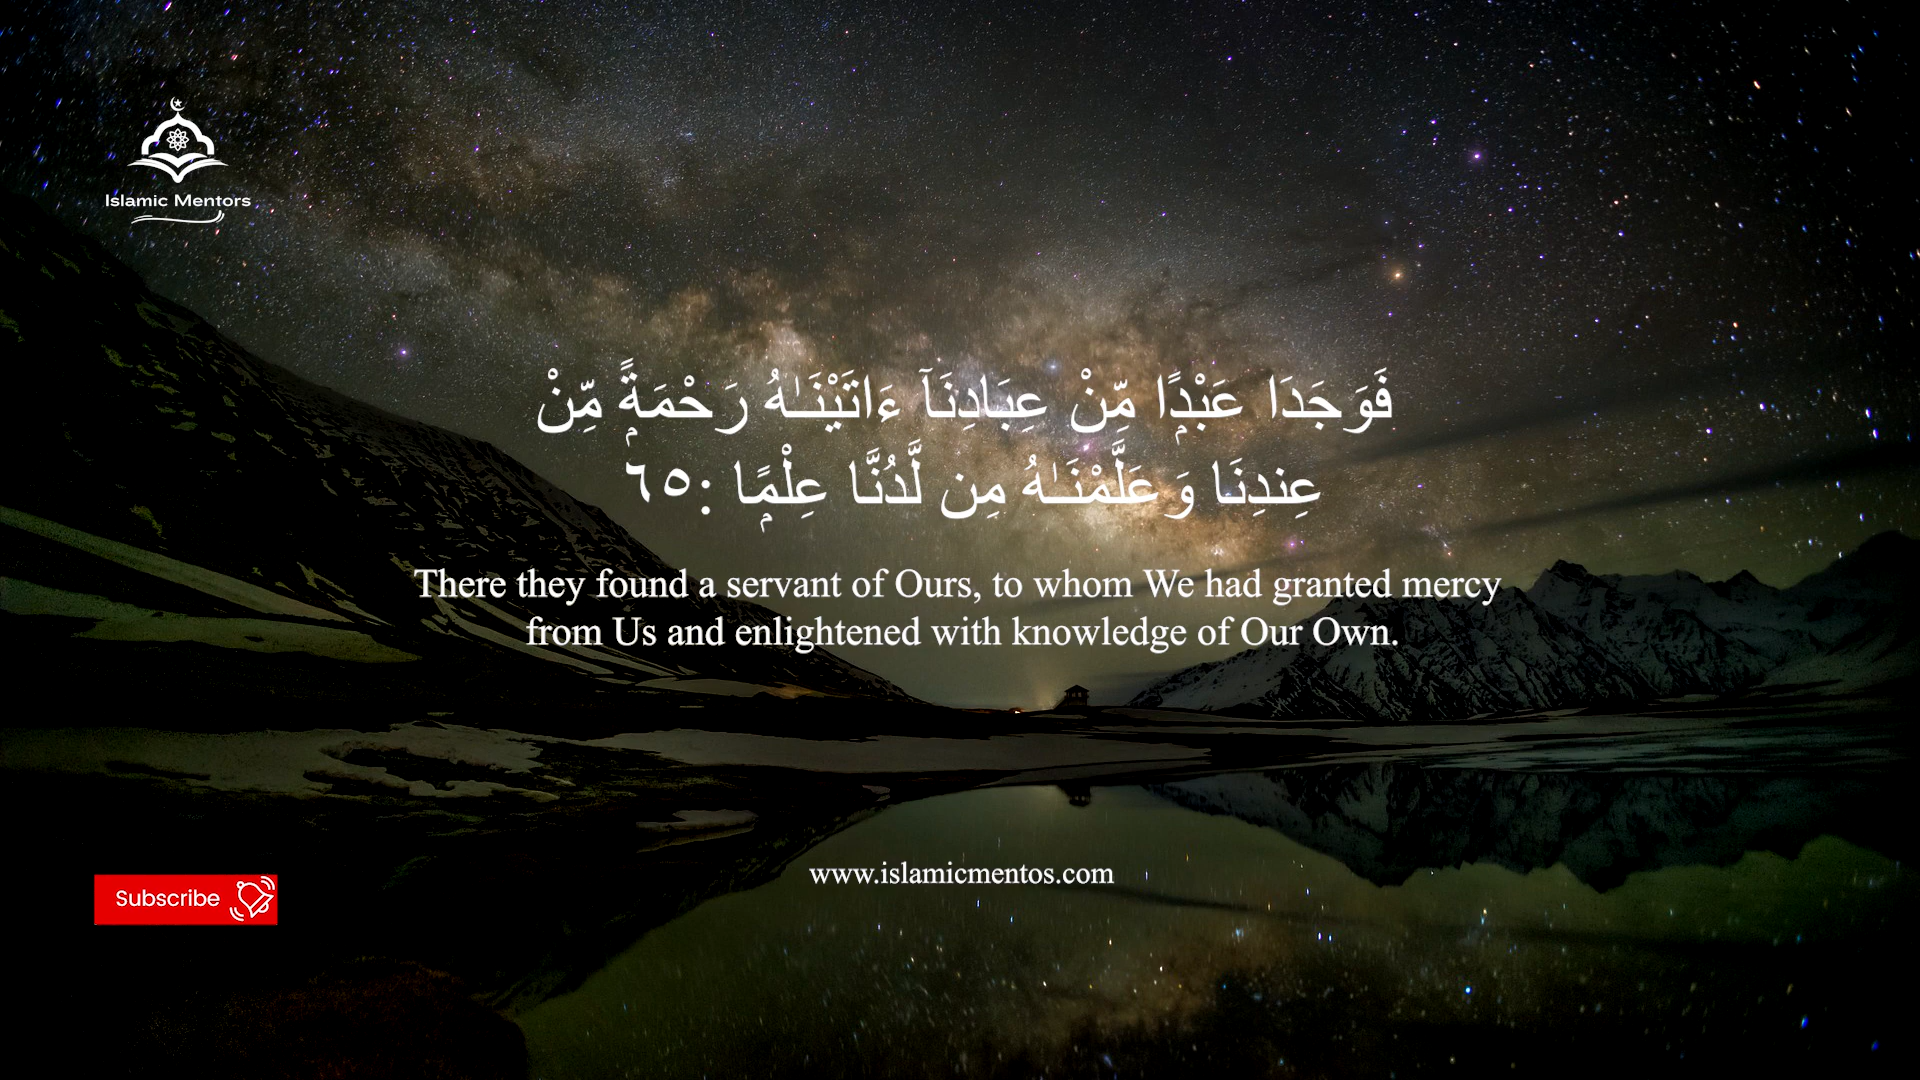 Islamic Mentors
فَوَجَدَا عَبْدًۭا مِّنْ عِبَادِنَآ ءَاتَيْنَـٰهُ رَحْمَةًۭ مِّنْ
عِندِنَا وَعَلَّمْنَـٰهُ مِن لَّدُنَّا عِلْمًۭا :٦٥
There they found a servant of Ours, to whom We had granted mercy
from Us and enlightened with knowledge of Our Own.
www.islamicmentos.com
Subscribe